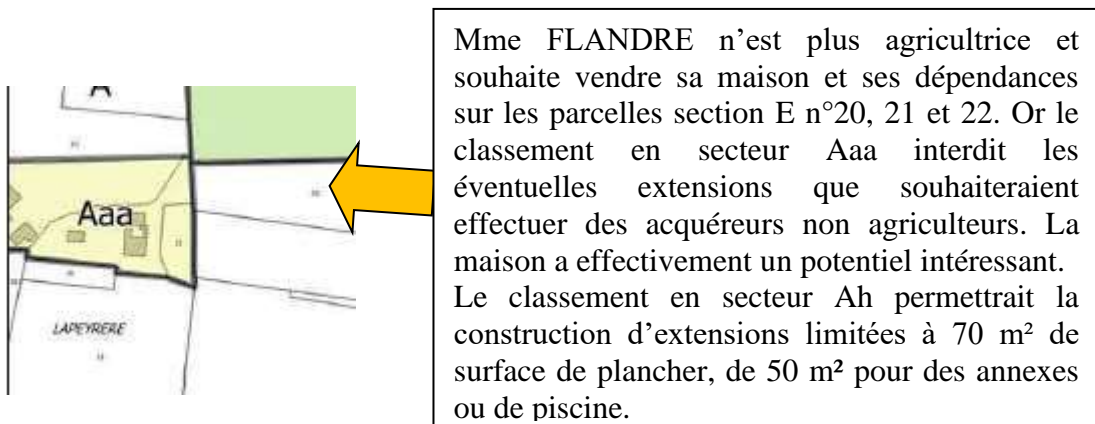 A
Aaa
LAPEYRERE
Mme FLANDRE n'est plus agricultrice et
souhaite vendre sa maison et ses dépendances
sur les parcelles section E n°20, 21 et 22. Or le
classement en secteur Aaa interdit les
éventuelles extensions que souhaiteraient
effectuer des acquéreurs non agriculteurs. La
maison a effectivement un potentiel intéressant.
Le classement en secteur Ah permettrait la
construction d'extensions limitées à 70 m² de
surface de plancher, de 50 m² pour des annexes
ou de piscine.